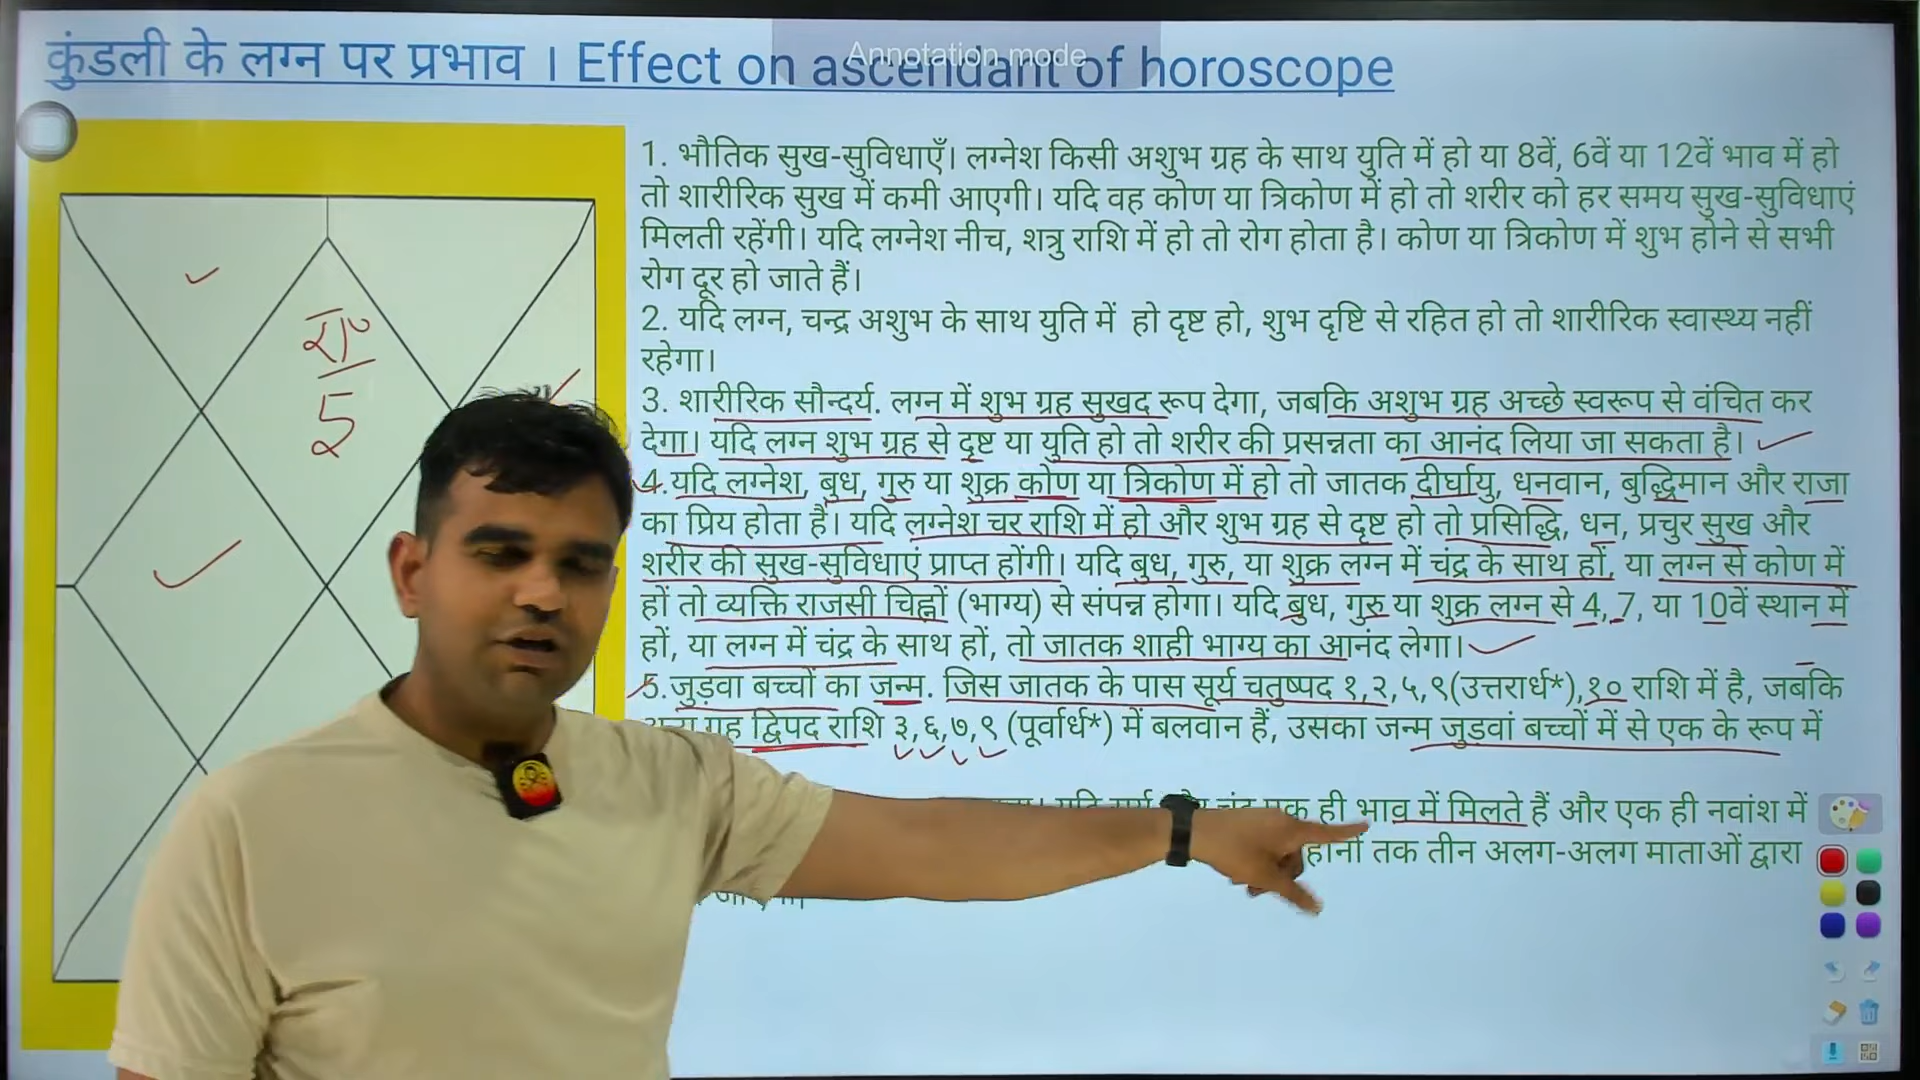 कुंडली के लग्न पर प्रभाव । Effect on ascendant of horoscope
Annotation mode
1. भौतिक सुख-सुविधाएँ। लग्नेश किसी अशुभ ग्रह के साथ युति में हो या 8वें, 6वें या 12वें भाव में हो
तो शारीरिक सुख में कमी आएगी। यदि वह कोण या त्रिकोण में हो तो शरीर को हर समय सुख-सुविधाएं
मिलती रहेंगी। यदि लग्नेश नीच, शत्रु राशि में हो तो रोग होता है। कोण या त्रिकोण में शुभ होने से सभी
रोग दूर हो जाते हैं।
2. यदि लग्न, चन्द्र अशुभ के साथ युति में हो दृष्ट हो, शुभ दृष्टि से रहित हो तो शारीरिक स्वास्थ्य नहीं
रहेगा।
3. शारीरिक सौन्दर्य. लग्न में शुभ ग्रह सुखद रूप देगा, जबकि अशुभ ग्रह अच्छे स्वरूप से वंचित कर
देगा। यदि लग्न शुभ ग्रह से दृष्ट या युति हो तो शरीर की प्रसन्नता का आनंद लिया जा सकता है।
4.यदि लग्नेश, बुध, गुरु या शुक्र कोण या त्रिकोण में हो तो जातक दीर्घायु, धनवान, बुद्धिमान और राजा
का प्रिय होता है। यदि लग्नेश चर राशि में हो और शुभ ग्रह से दृष्ट हो तो प्रसिद्धि, धन, प्रचुर सुख और
शरीर की सुख-सुविधाएं प्राप्त होंगी। यदि बुध, गुरु, या शुक्र लग्न में चंद्र के साथ हों, या लग्न से कोण में
हों तो व्यक्ति राजसी चिह्नों (भाग्य) से संपन्न होगा। यदि बुध, गुरु या शुक्र लग्न से 4, 7, या 10वें स्थान में
हों, या लग्न में चंद्र के साथ हों, तो जातक शाही भाग्य का आनंद लेगा।
5.जुड़वा बच्चों का जन्म. जिस जातक के पास सूर्य चतुष्पद १,२,५,९(उत्तरार्ध*),१० राशि में है, जबकि
ग्रह द्विपद राशि ३,६,७,९ (पूर्वार्ध*) में बलवान हैं, उसका जन्म जुड़वां बच्चों में से एक के रूप में
ही भाव में मिलते हैं और एक ही नवांश में
तक तीन अलग-अलग माताओं द्वारा
रा०
5